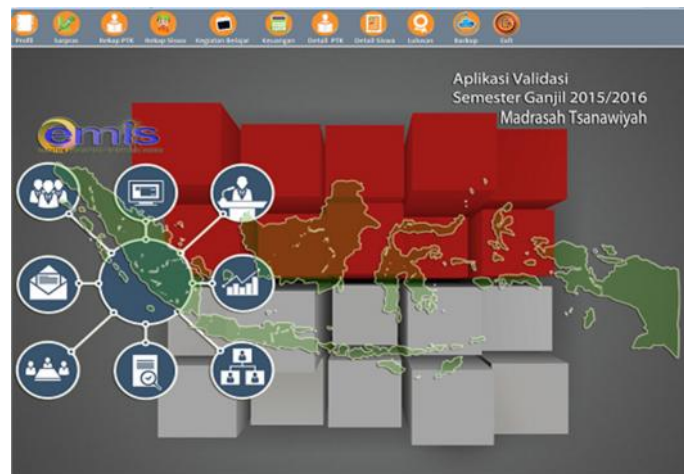 Profil
Sarpras
Rekap PTK
Rekap Siswa
Kegiatan Belajar
Keuangan
Detail PTK
Detail Siswa
Lulusan
Backup
Exit
Aplikasi Validasi
Semester Ganjil 2015/2016
Madrasah Tsanawiyah
emis